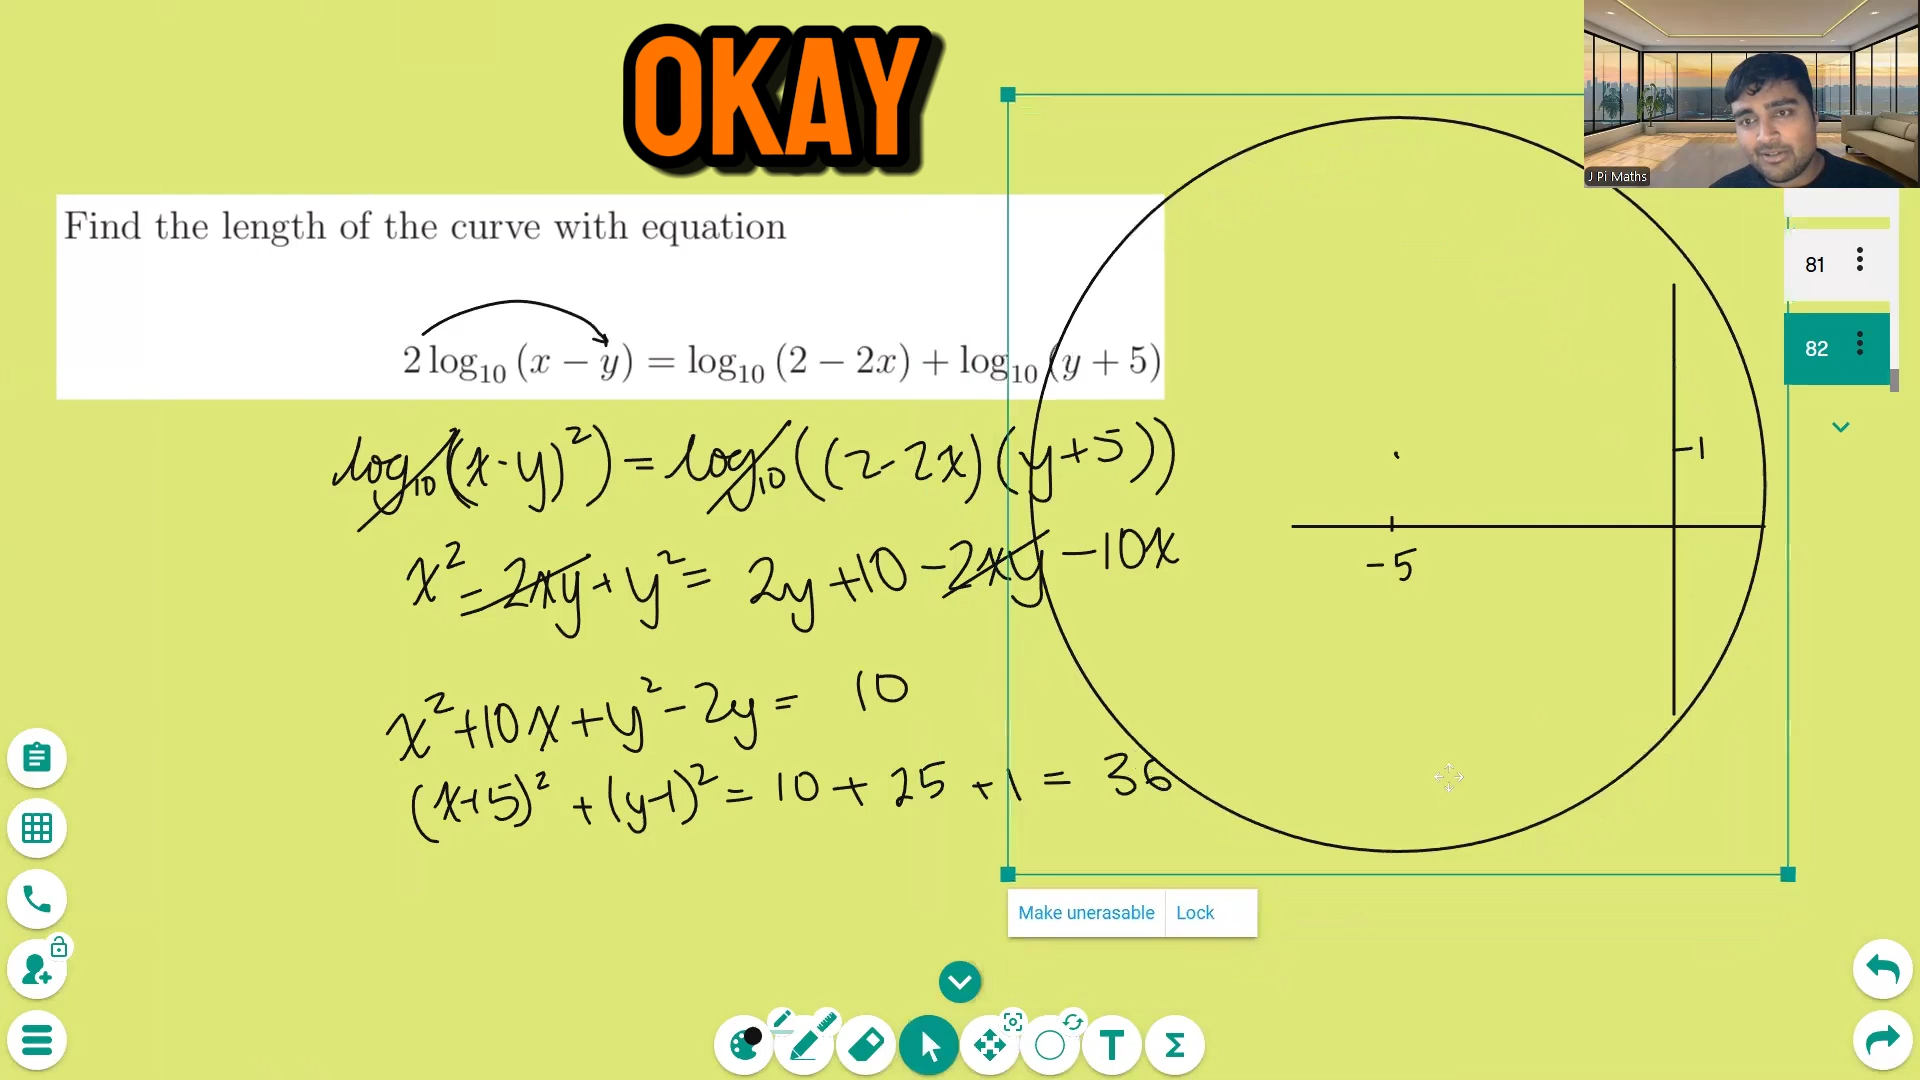 OKAY
J Pi Maths
Find the length of the curve with equation
2 log₁₀ (x − y) = log₁₀ (2 − 2x) + log₁₀ (y + 5)
log₁₀((x-y)²) = log₁₀((2-2x)(y+5))
x² - 2xy + y² = 2y + 10 - 2xy - 10x
x² + 10x + y² - 2y = 10
(x+5)² + (y-1)² = 10 + 25 + 1 = 36
1
-5
81
82
Make unerasable Lock
T Σ